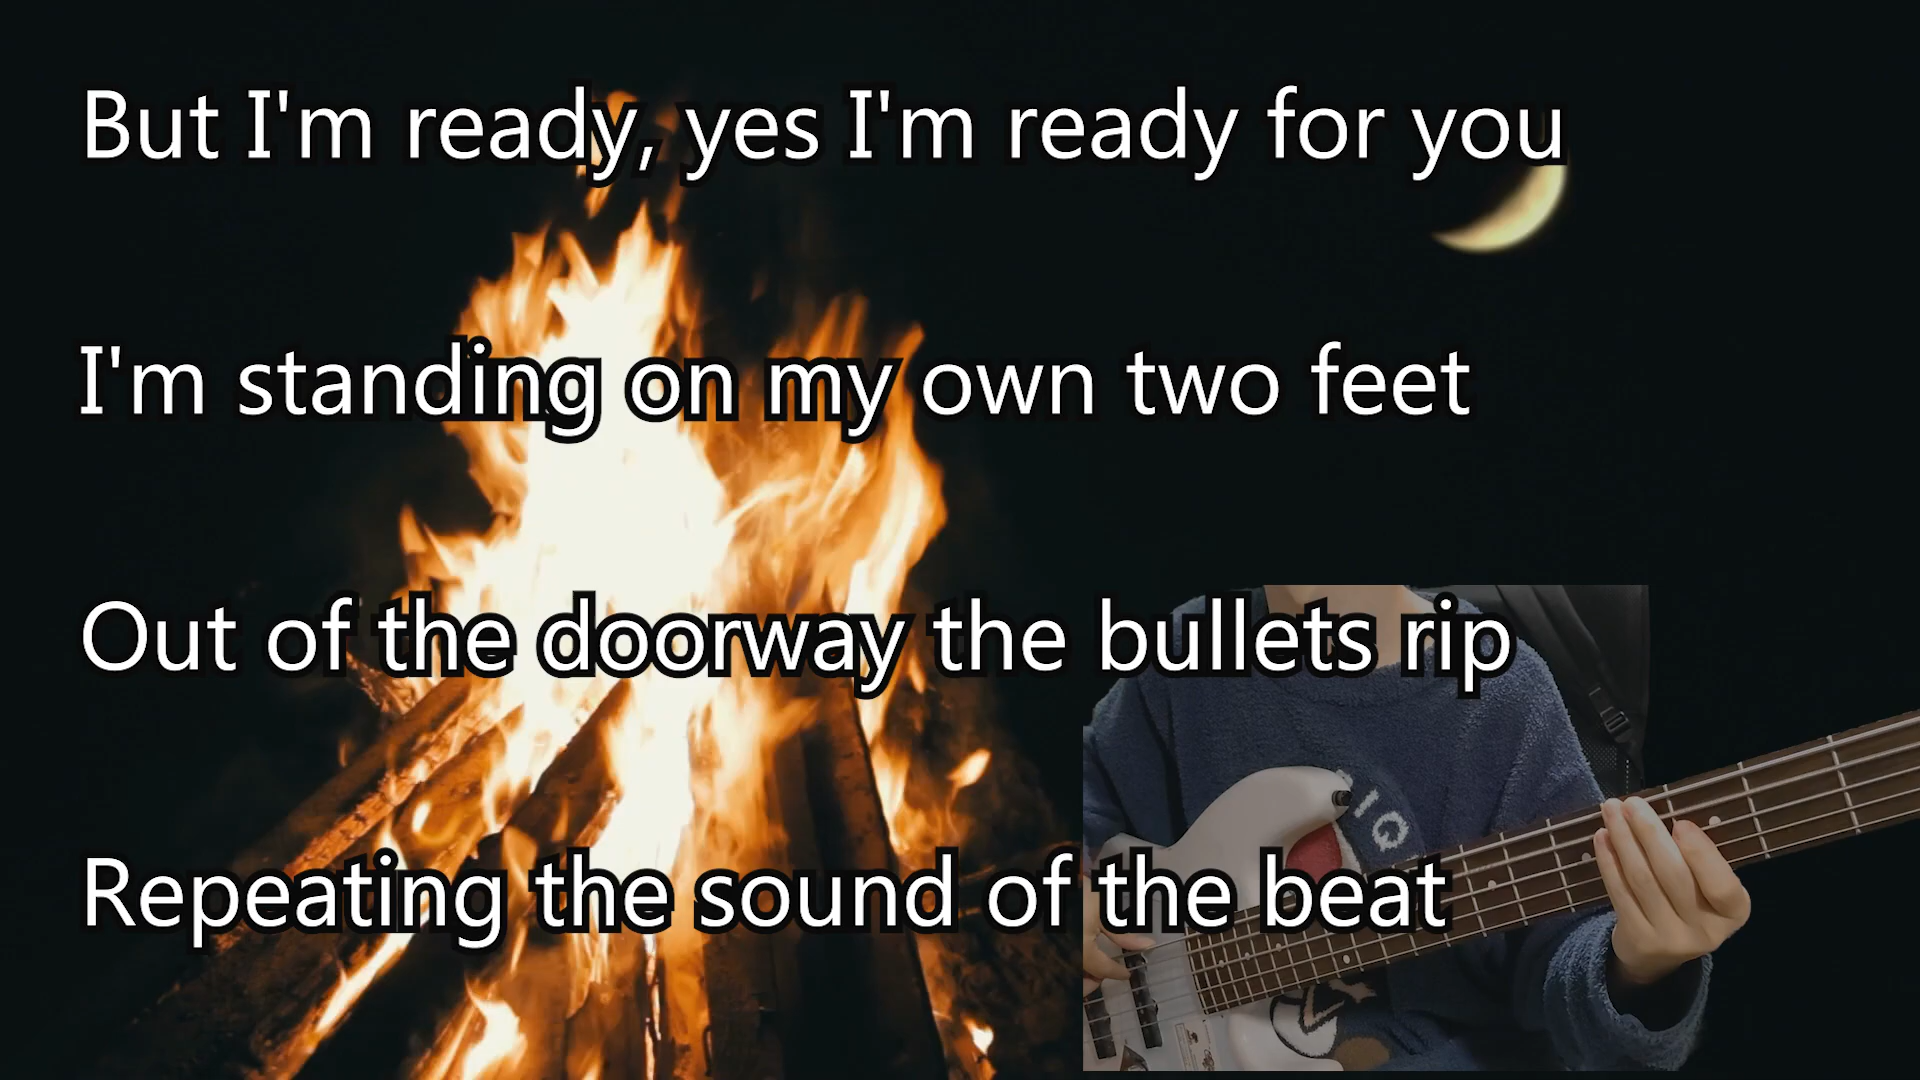 But I'm ready, yes I'm ready for you
I'm standing on my own two feet
Out of the doorway the bullets rip
Repeating the sound of the beat
IQ